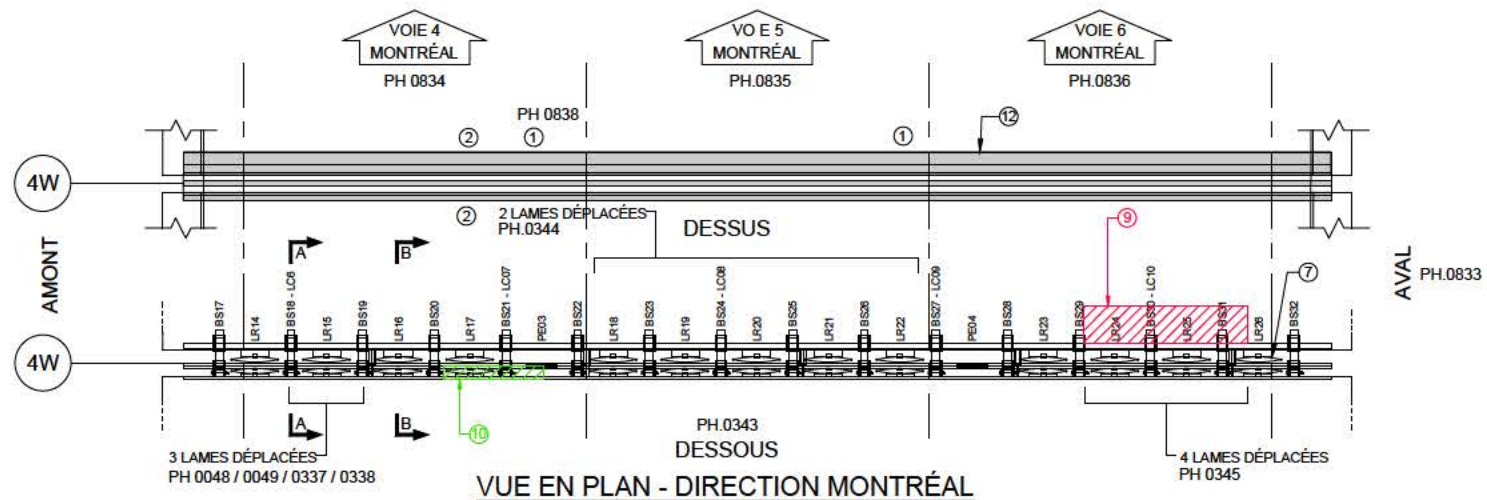 VOIE 4
MONTRÉAL
VO E 5
MONTRÉAL
VOIE 6
MONTRÉAL
PH 0834
PH.0835
PH.0836
PH 0838
2
1
1
12
4W
2
2 LAMES DÉPLACÉES
PH.0344
DESSUS
9
AMONT
A
B
7
AVAL
PH.0833
BS17
LR14
BS18 - LC6
LR15
BS19
LR16
BS20
LR17
BS21 - LC07
PE03
BS22
LR18
BS23
LR19
BS24 - LC08
LR20
BS25
LR21
BS26
LR22
BS27 - LC09
PE04
BS28
LR23
BS29
LR24
BS30 - LC10
LR25
BS31
LR26
BS32
4W
A
B
10
PH.0343
DESSOUS
3 LAMES DÉPLACÉES
PH 0048 / 0049 / 0337 / 0338
4 LAMES DÉPLACÉES
PH 0345
VUE EN PLAN - DIRECTION MONTRÉAL